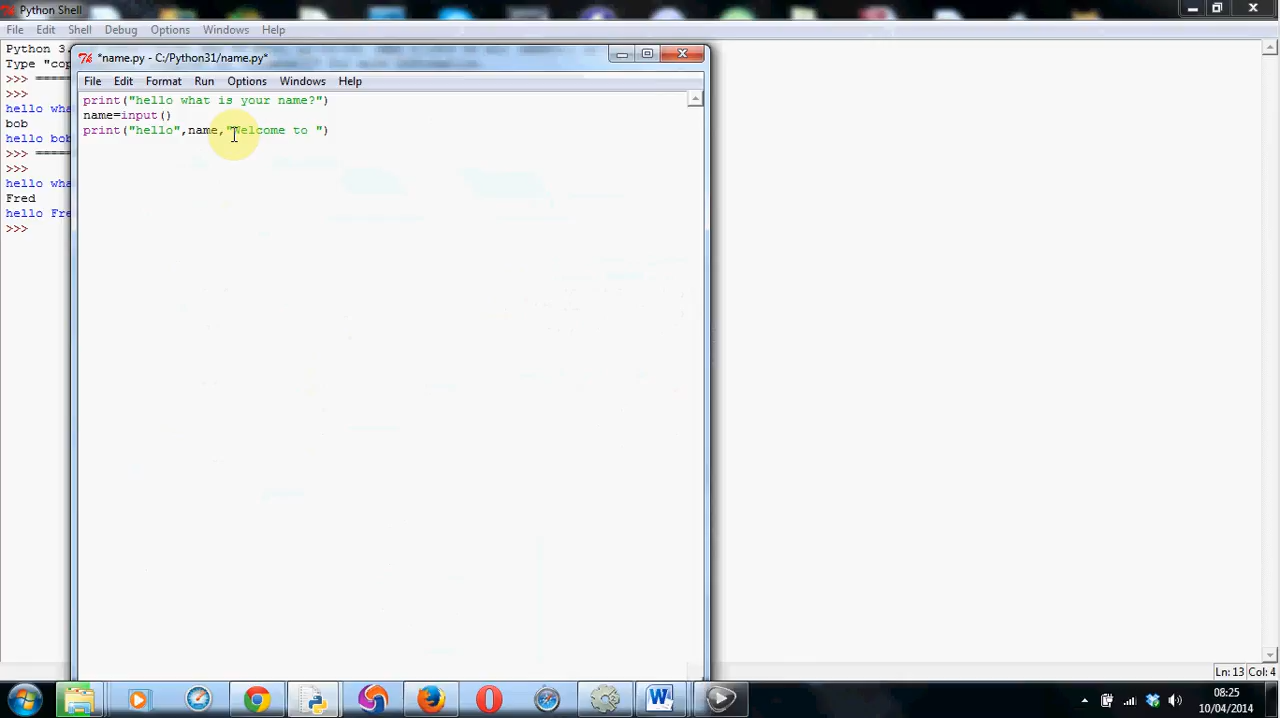 Python Shell
File Edit Shell Debug Options Windows Help
Python 3.
Type "cop
>>> ====
>>>
hello wha
bob
hello bob
>>> ====
>>>
hello wha
Fred
hello Fre
>>>
*name.py - C:/Python31/name.py*
File Edit Format Run Options Windows Help
print("hello what is your name?")
name=input()
print("hello",name,"Welcome to ")
Ln: 13 Col: 4
08:25
10/04/2014